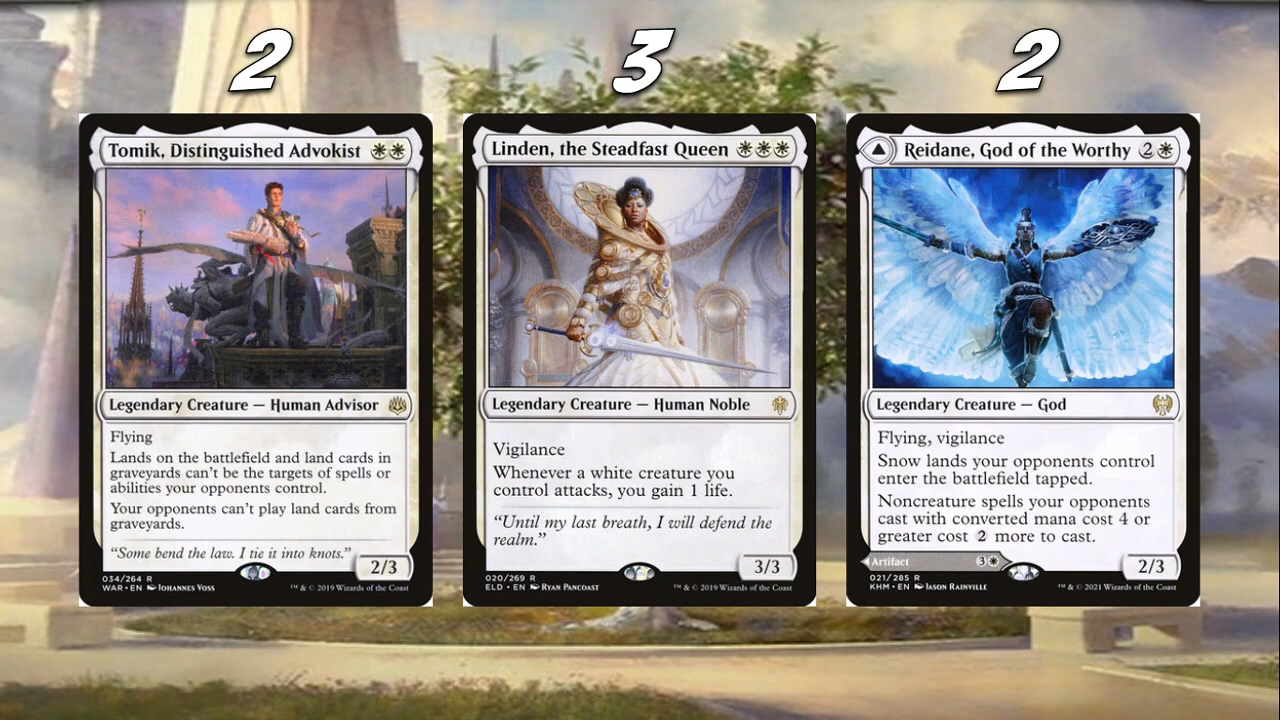 2
3
2
Tomik, Distinguished Advokist
Legendary Creature — Human Advisor
Flying
Lands on the battlefield and land cards in
graveyards can't be the targets of spells or
abilities your opponents control.
Your opponents can't play land cards from
graveyards.
“Some bend the law. I tie it into knots.”
2/3
034/264 R
WAR • EN Johannes Voss
™ & © 2019 Wizards of the Coast
Linden, the Steadfast Queen
Legendary Creature — Human Noble
Vigilance
Whenever a white creature you
control attacks, you gain 1 life.
“Until my last breath, I will defend the
realm.”
3/3
020/269 R
ELD • EN Ryan Pancoast
™ & © 2019 Wizards of the Coast
Reidane, God of the Worthy 2
Legendary Creature — God
Flying, vigilance
Snow lands your opponents control
enter the battlefield tapped.
Noncreature spells your opponents
cast with converted mana cost 4 or
greater cost 2 more to cast.
Artifact 3
2/3
021/285 R
KHM • EN Jason Rainville
™ & © 2021 Wizards of the Coast